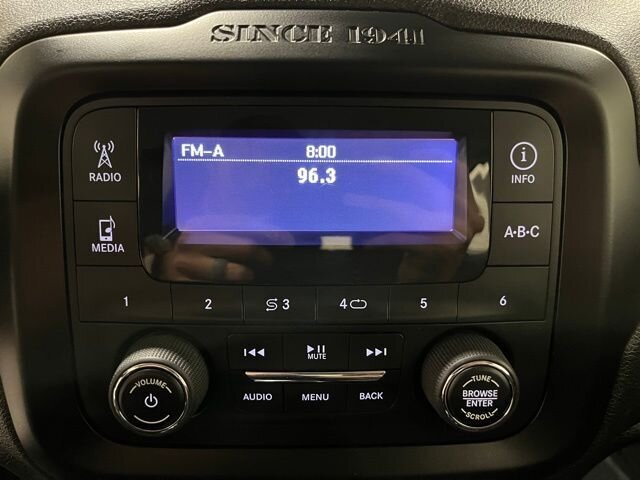 SINCE 1941
FM-A 8:00
96.3
RADIO
INFO
MEDIA
A•B•C
1 2 3 4 5 6
MUTE
VOLUME
AUDIO MENU BACK
TUNE
BROWSE
ENTER
SCROLL